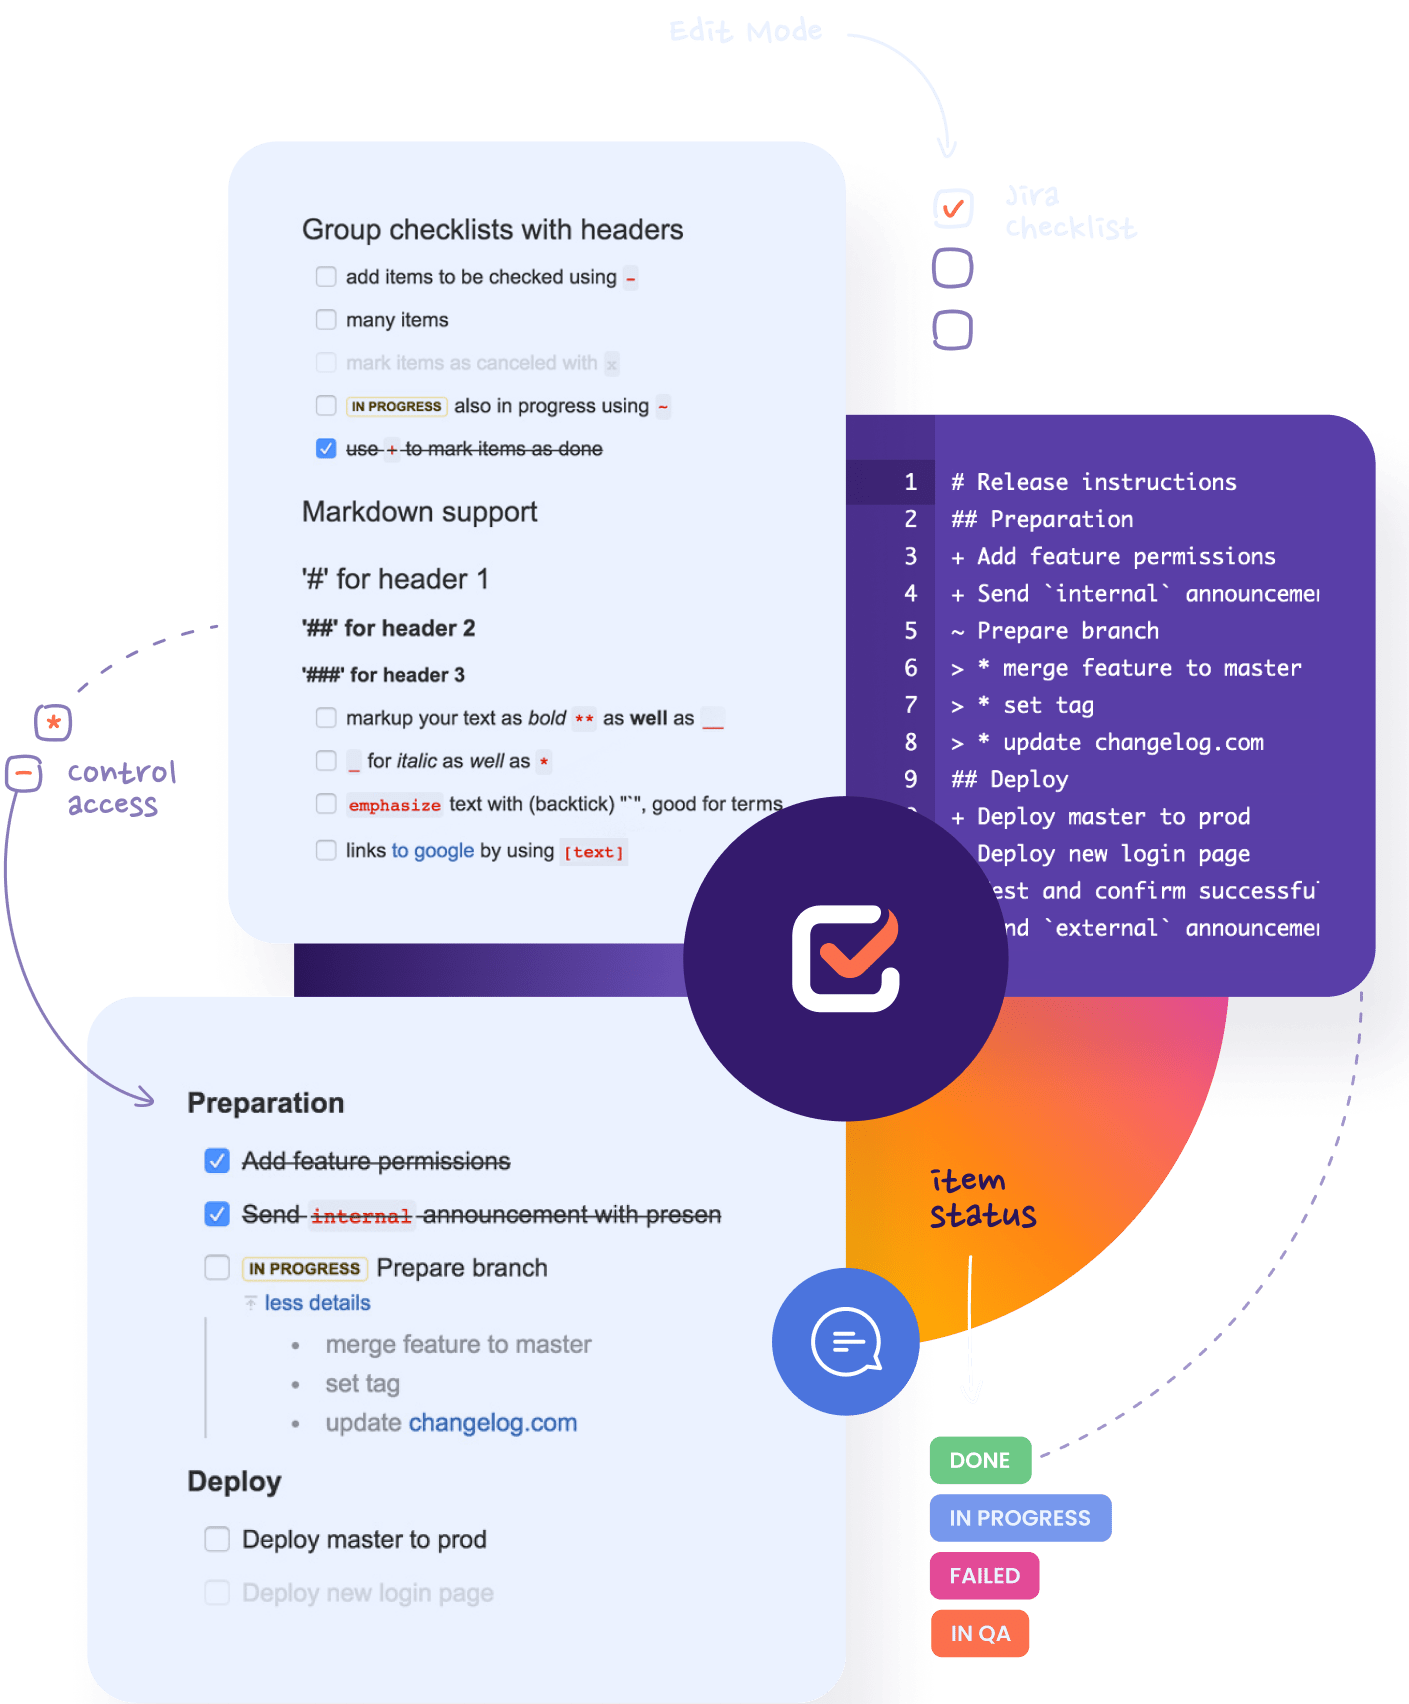 Edit Mode
Jira
checklist
Group checklists with headers
add items to be checked using -
many items
mark items as canceled with x
IN PROGRESS also in progress using ~
use + to mark items as done
Markdown support
'#' for header 1
'##' for header 2
'###' for header 3
markup your text as bold ** as well as __
_ for italic as well as *
emphasize text with (backtick) "`", good for terms
links to google by using [text]
1 # Release instructions
2 ## Preparation
3 + Add feature permissions
4 + Send `internal` announcemen
5 ~ Prepare branch
6 > * merge feature to master
7 > * set tag
8 > * update changelog.com
9 ## Deploy
+ Deploy master to prod
Deploy new login page
est and confirm successful
nd `external` announcemen
*
-
control
access
Preparation
Add feature permissions
Send internal announcement with presen
IN PROGRESS Prepare branch
less details
• merge feature to master
• set tag
• update changelog.com
Deploy
Deploy master to prod
Deploy new login page
item
status
DONE
IN PROGRESS
FAILED
IN QA